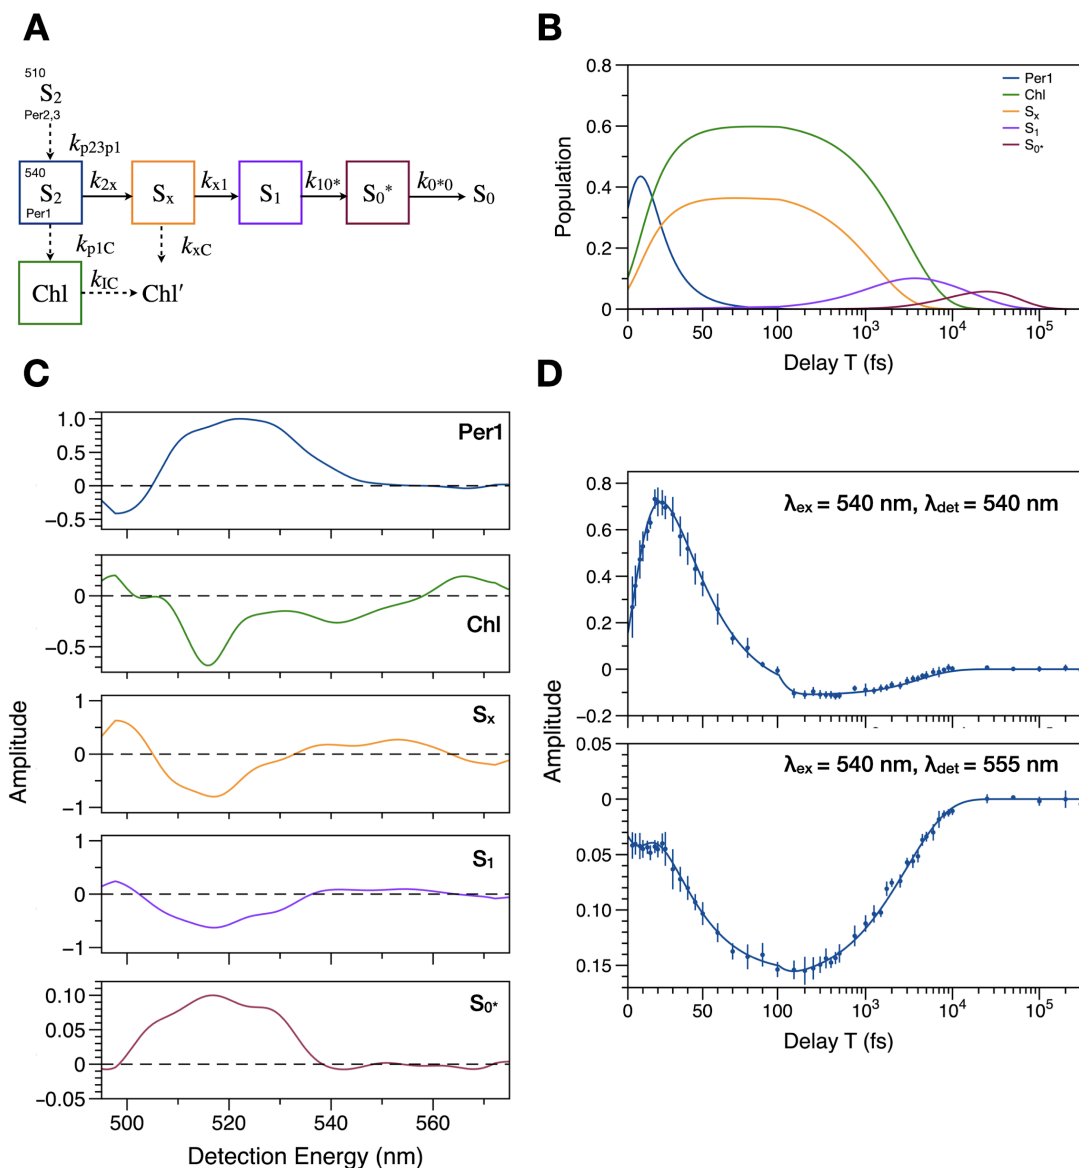 A
510
S2
Per2,3
kp23p1
540
S2
Per1
k2x
Sx
kx1
S1
k10*
S0*
k0*0
S0
kp1C
kxC
Chl
kIC
Chl′
B
0.8
0.6
0.4
0.2
0
Population
Per1
Chl
Sx
S1
S0*
0 50 100 10³ 10⁴ 10⁵
Delay T (fs)
C
Amplitude
1.0
0.5
0
−0.5
Per1
0
−0.5
Chl
1
0
−1
Sx
1
0
−1
S1
0.10
0.05
0
−0.05
S0*
500 520 540 560
Detection Energy (nm)
D
Amplitude
0.8
0.6
0.4
0.2
0
−0.2
λex = 540 nm, λdet = 540 nm
0.05
0
0.05
0.10
0.15
λex = 540 nm, λdet = 555 nm
0 50 100 10³ 10⁴ 10⁵
Delay T (fs)